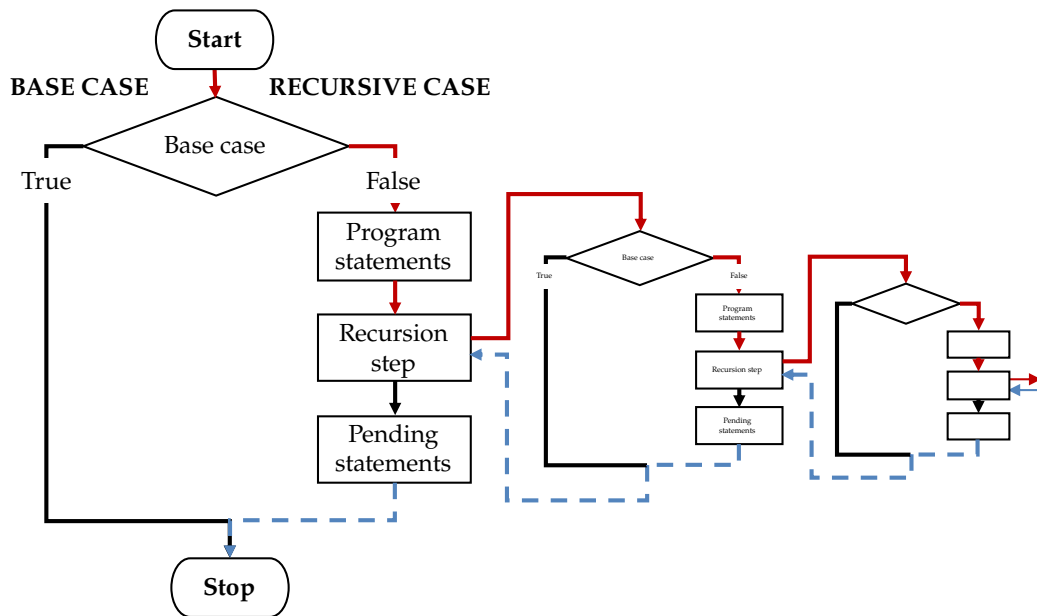 Start
BASE CASE
RECURSIVE CASE
Base case
True
False
Program
statements
Recursion
step
Pending
statements
Stop
Base case
True
False
Program
statements
Recursion step
Pending
statements